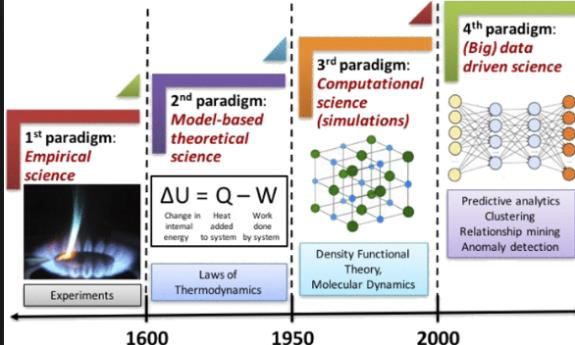 1st paradigm:
Empirical
science
Experiments
2nd paradigm:
Model-based
theoretical
science
ΔU = Q – W
Change in
internal
energy
Heat
added
to system
Work
done
by system
Laws of
Thermodynamics
3rd paradigm:
Computational
science
(simulations)
Density Functional
Theory,
Molecular Dynamics
4th paradigm:
(Big) data
driven science
Predictive analytics
Clustering
Relationship mining
Anomaly detection
1600
1950
2000